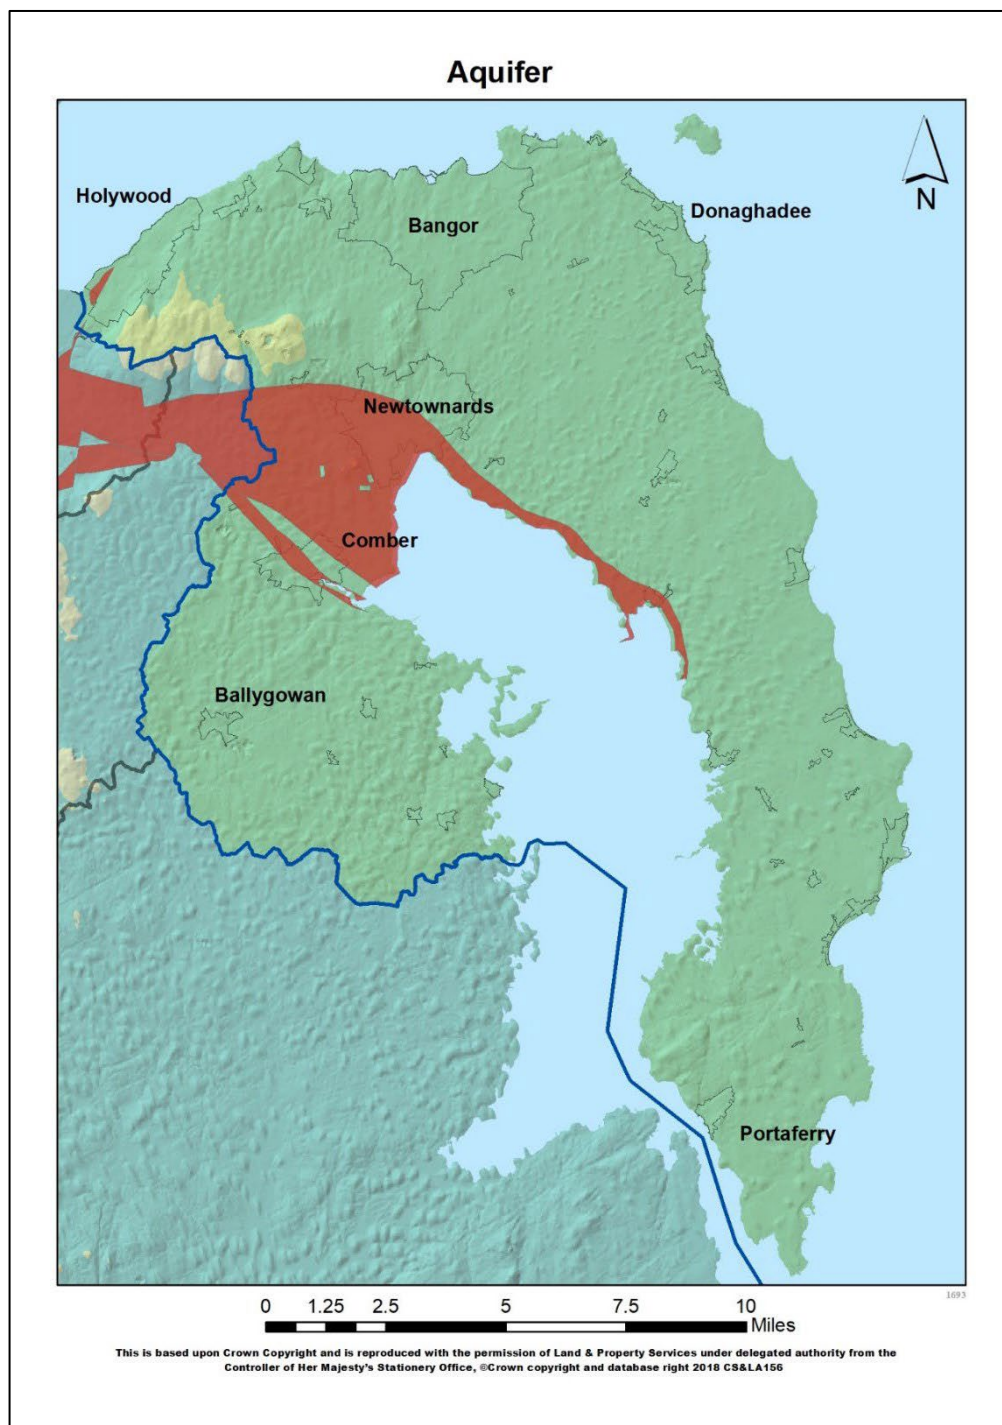 Aquifer
N
Holywood
Bangor
Donaghadee
Newtownards
Comber
Ballygowan
Portaferry
1693
0 1.25 2.5 5 7.5 10
Miles
This is based upon Crown Copyright and is reproduced with the permission of Land & Property Services under delegated authority from the
Controller of Her Majesty's Stationery Office, ©Crown copyright and database right 2018 CS&LA156